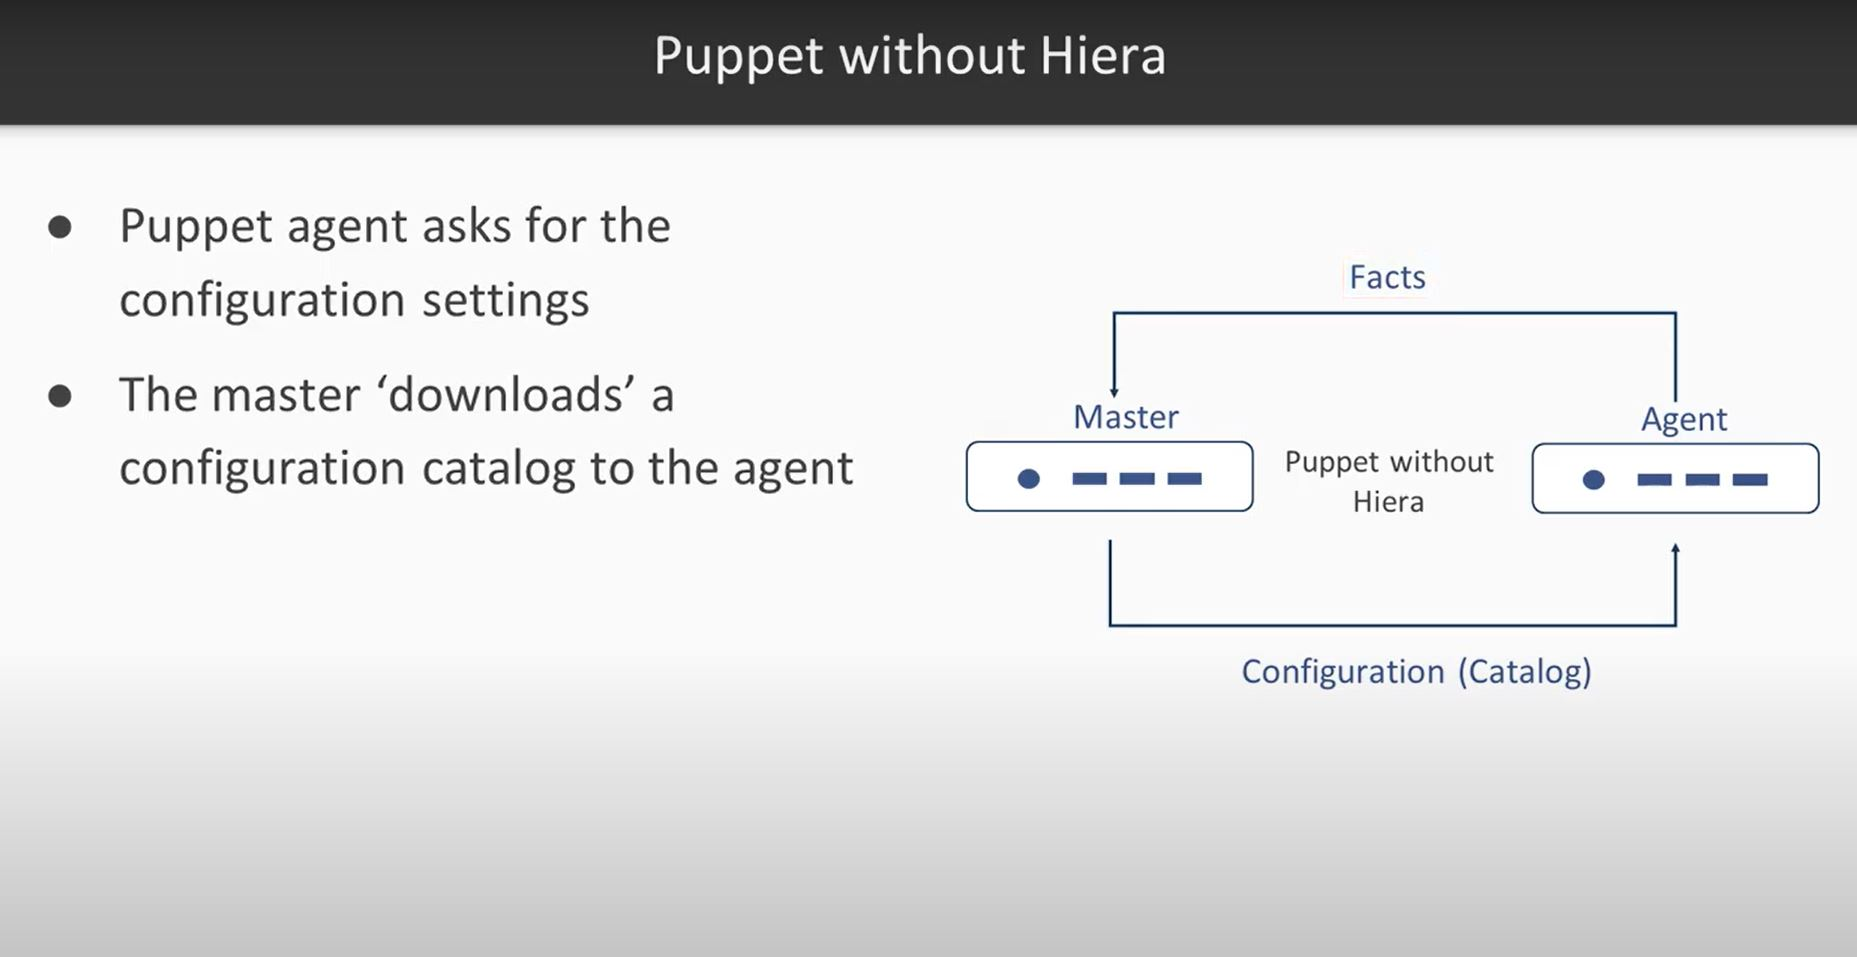 Puppet without Hiera
● Puppet agent asks for the
configuration settings
● The master ‘downloads’ a
configuration catalog to the agent
Facts
Master
Agent
Puppet without
Hiera
Configuration (Catalog)